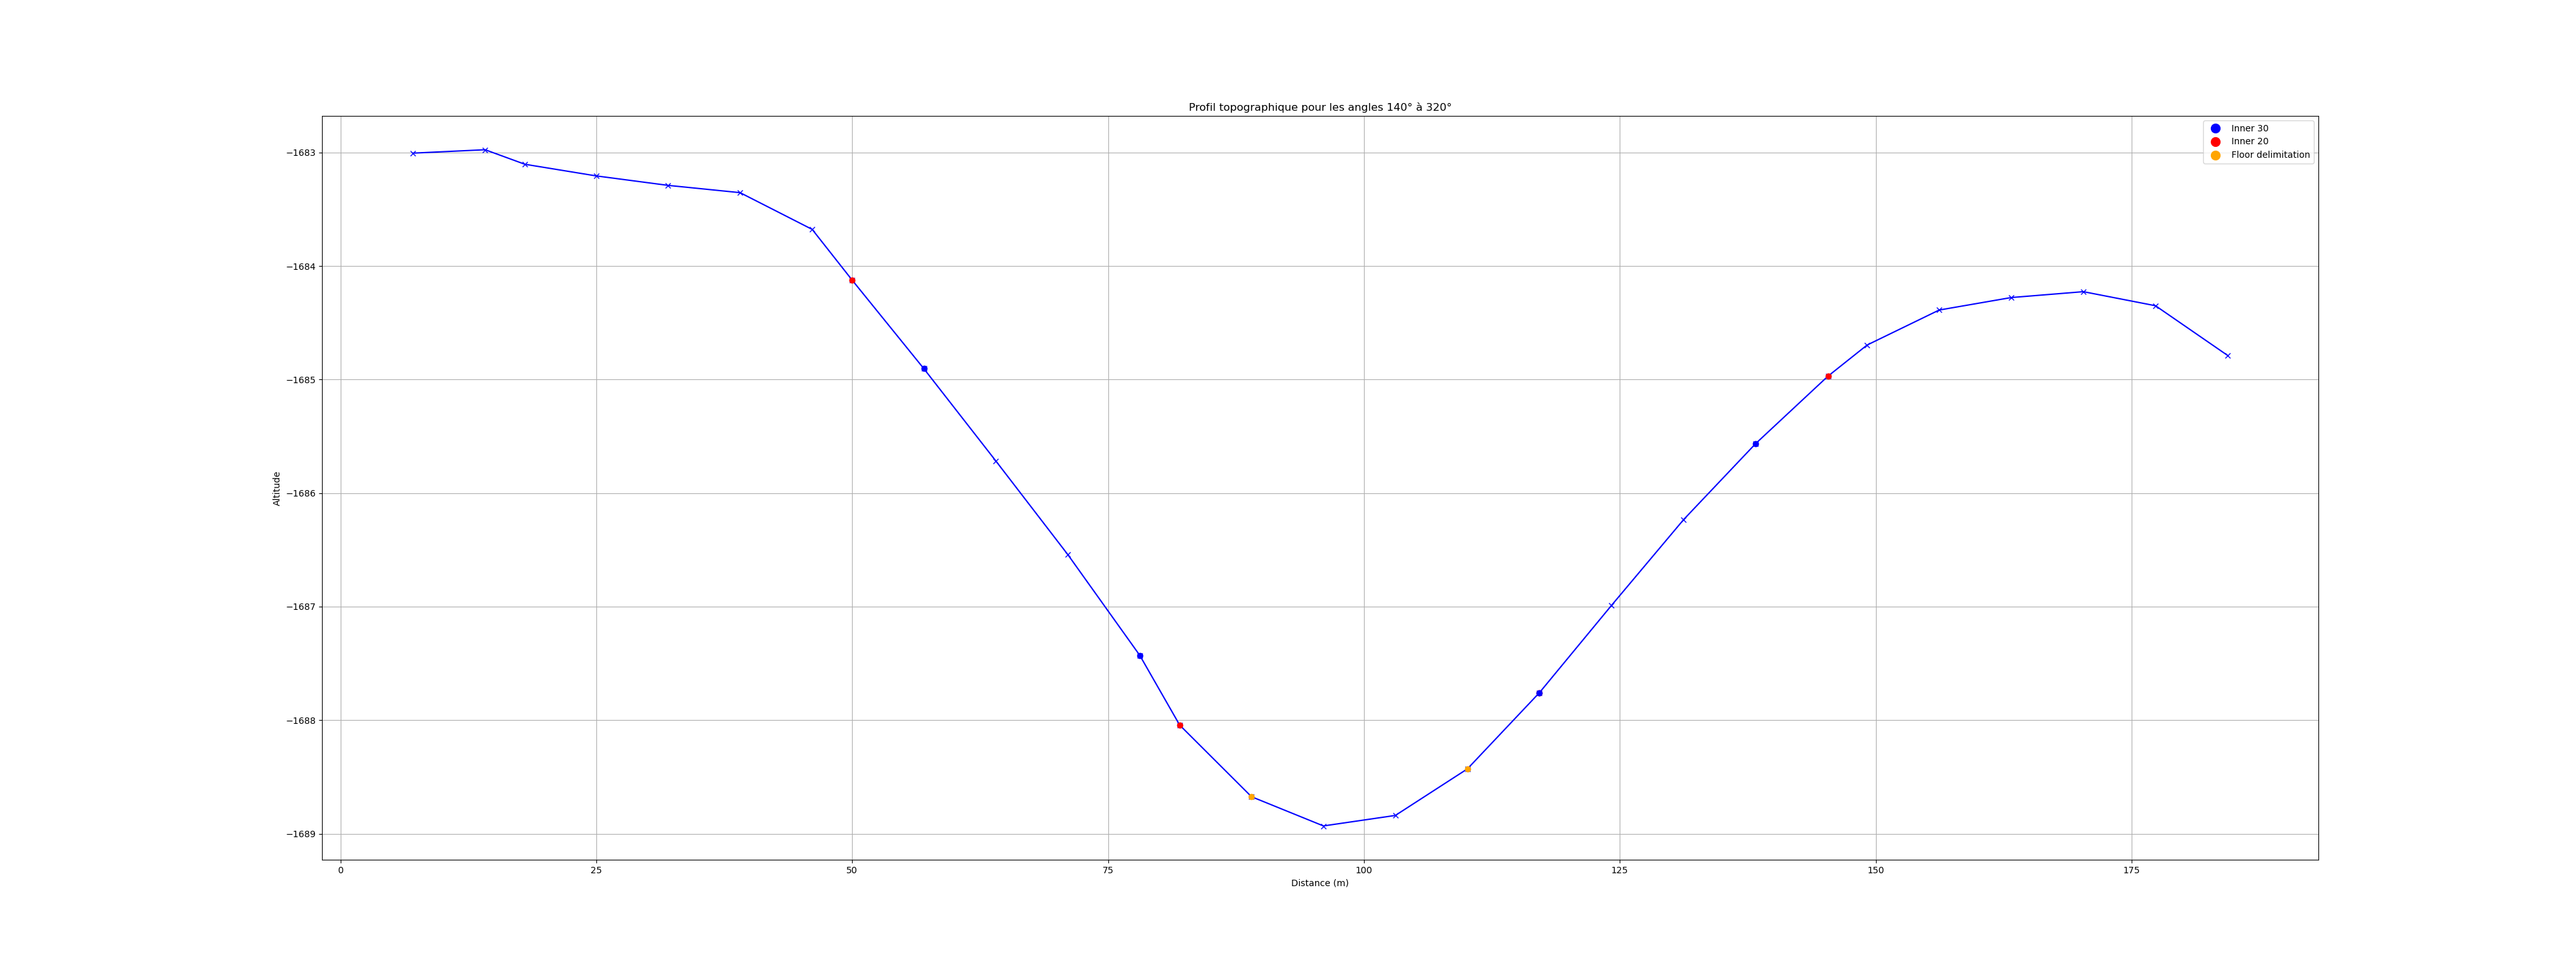 Profil topographique pour les angles 140° à 320°
Inner 30
Inner 20
Floor delimitation
−1683
−1684
−1685
−1686
−1687
−1688
−1689
Altitude
0 25 50 75 100 125 150 175
Distance (m)